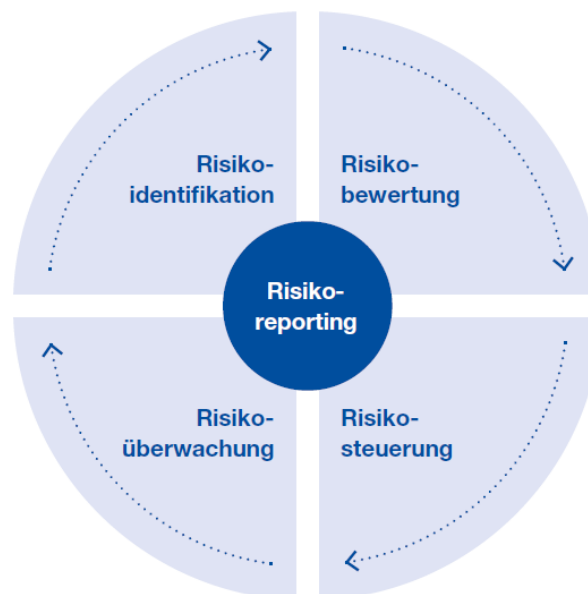 Risiko-
identifikation
Risiko-
bewertung
Risiko-
reporting
Risiko-
überwachung
Risiko-
steuerung